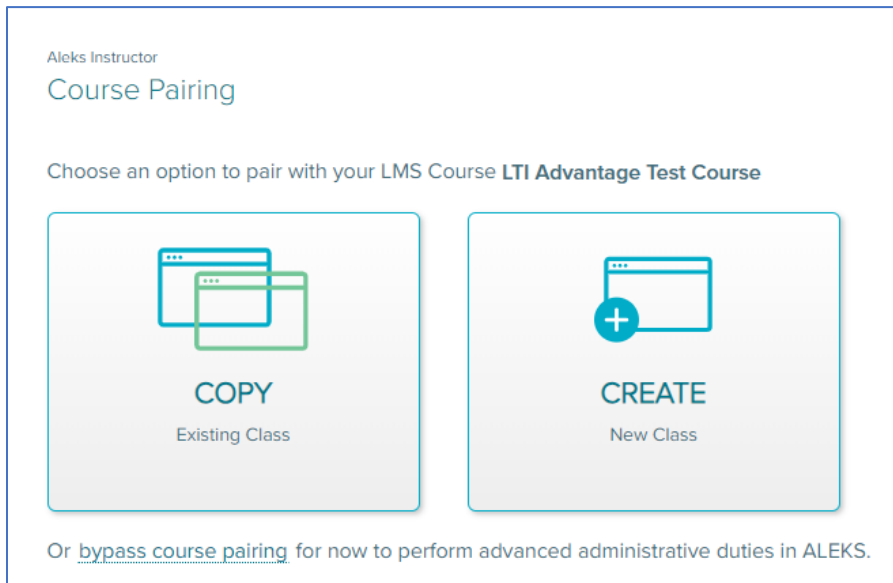 Aleks Instructor
Course Pairing
Choose an option to pair with your LMS Course LTI Advantage Test Course
COPY
Existing Class
CREATE
New Class
Or bypass course pairing for now to perform advanced administrative duties in ALEKS.